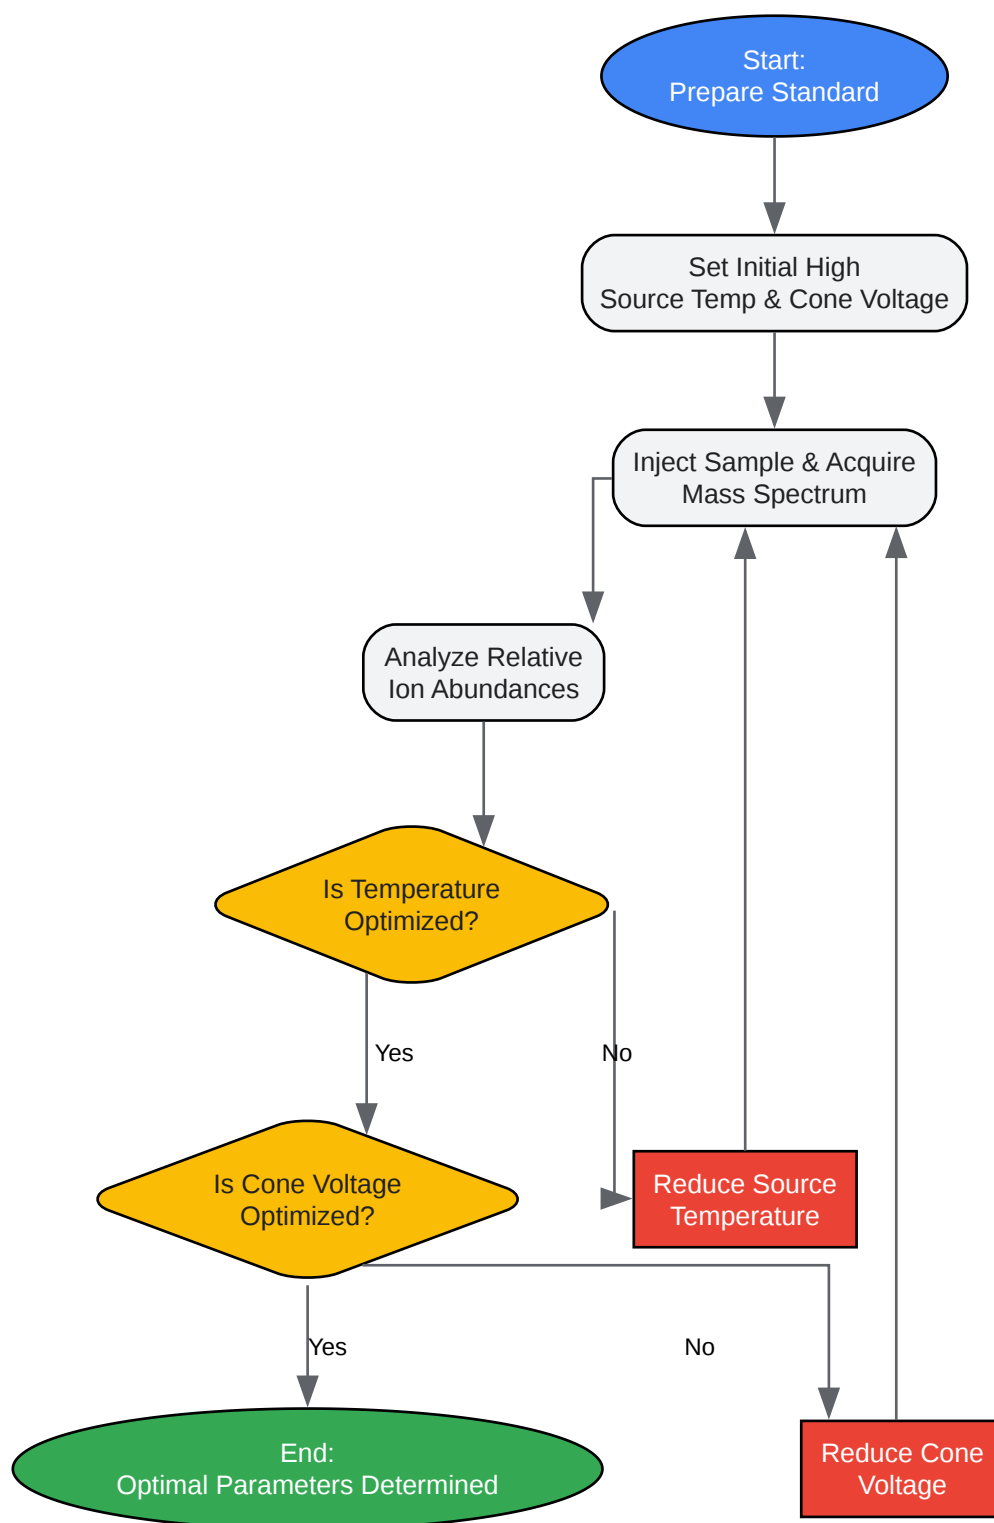 Start:
Prepare Standard
Set Initial High
Source Temp & Cone Voltage
Inject Sample & Acquire
Mass Spectrum
Analyze Relative
Ion Abundances
Is Temperature
Optimized?
Yes
No
Is Cone Voltage
Optimized?
Reduce Source
Temperature
Yes
No
End:
Optimal Parameters Determined
Reduce Cone
Voltage